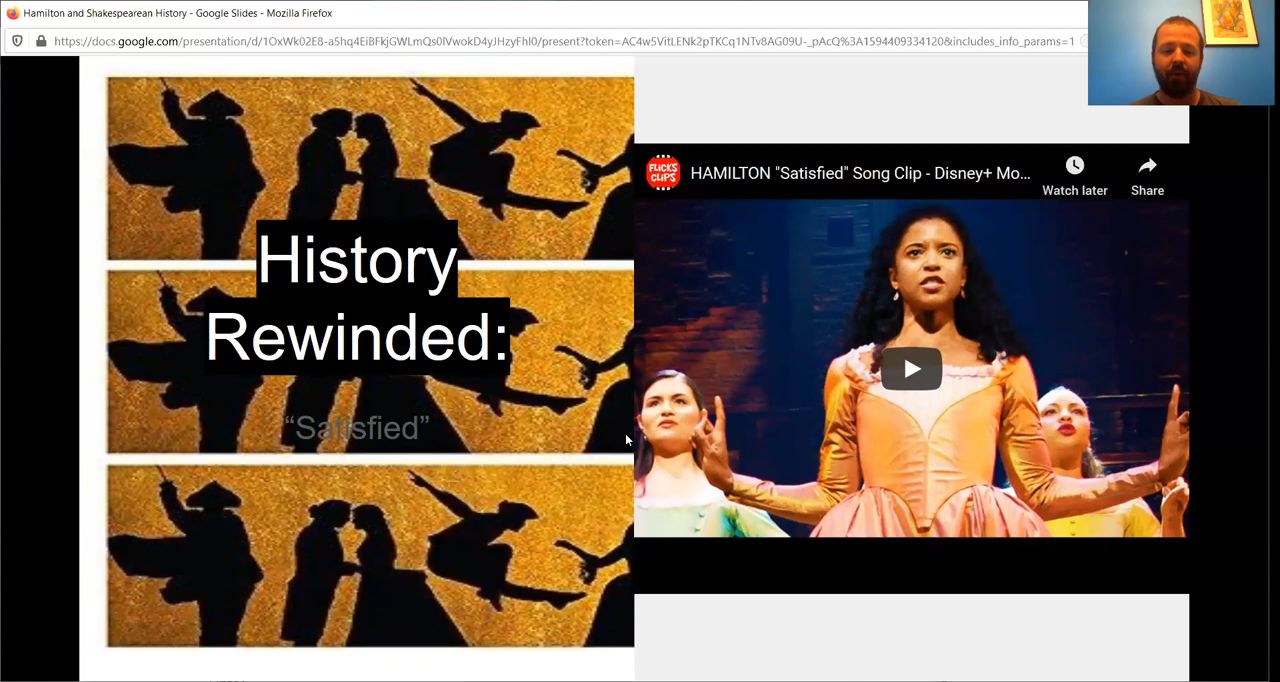 Hamilton and Shakespearean History - Google Slides - Mozilla Firefox
https://docs.google.com/presentation/d/1OxWk02E8-a5hq4EiBFkjGWLmQs0lVwokD4yJHzyFhI0/present?token=AC4w5VitLENk2pTKCq1NTv8AG09U-_pAcQ%3A1594409334120&includes_info_params=1
FLICKS
CLIPS
HAMILTON "Satisfied" Song Clip - Disney+ Mo...
Watch later
Share
History
Rewinded:
“Satisfied”